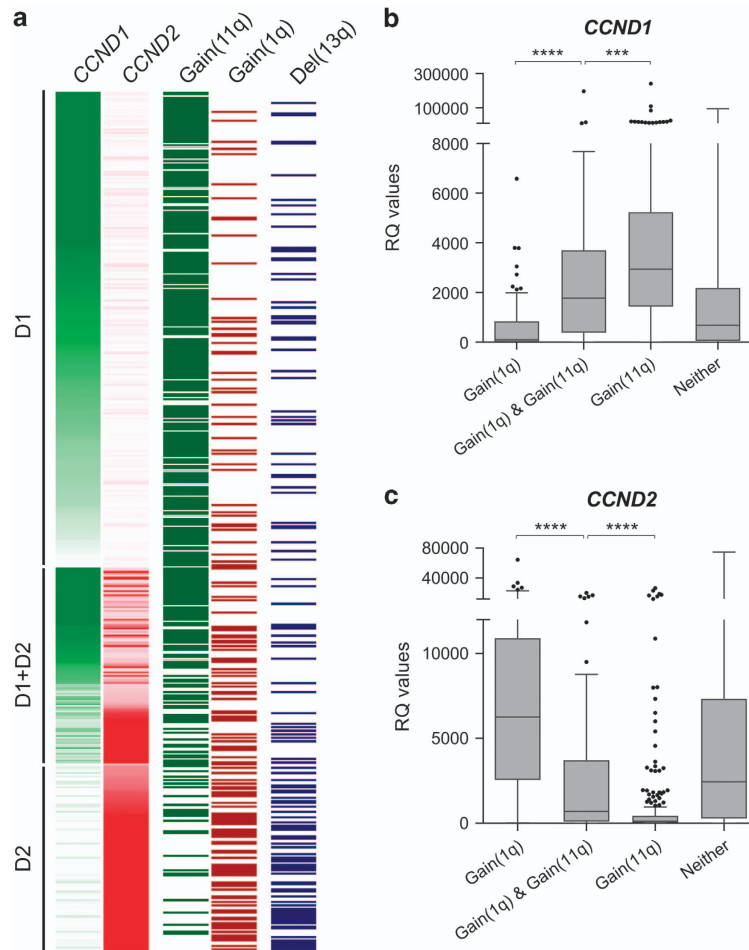 a
CCND1
CCND2
Gain(11q)
Gain(1q)
Del(13q)
D1
D1+D2
D2
b
CCND1
**** ***
300000
100000
8000
6000
4000
2000
0
RQ values
Gain(1q)
Gain(1q) & Gain(11q)
Gain(11q)
Neither
c
CCND2
**** ****
80000
40000
10000
5000
0
RQ values
Gain(1q)
Gain(1q) & Gain(11q)
Gain(11q)
Neither